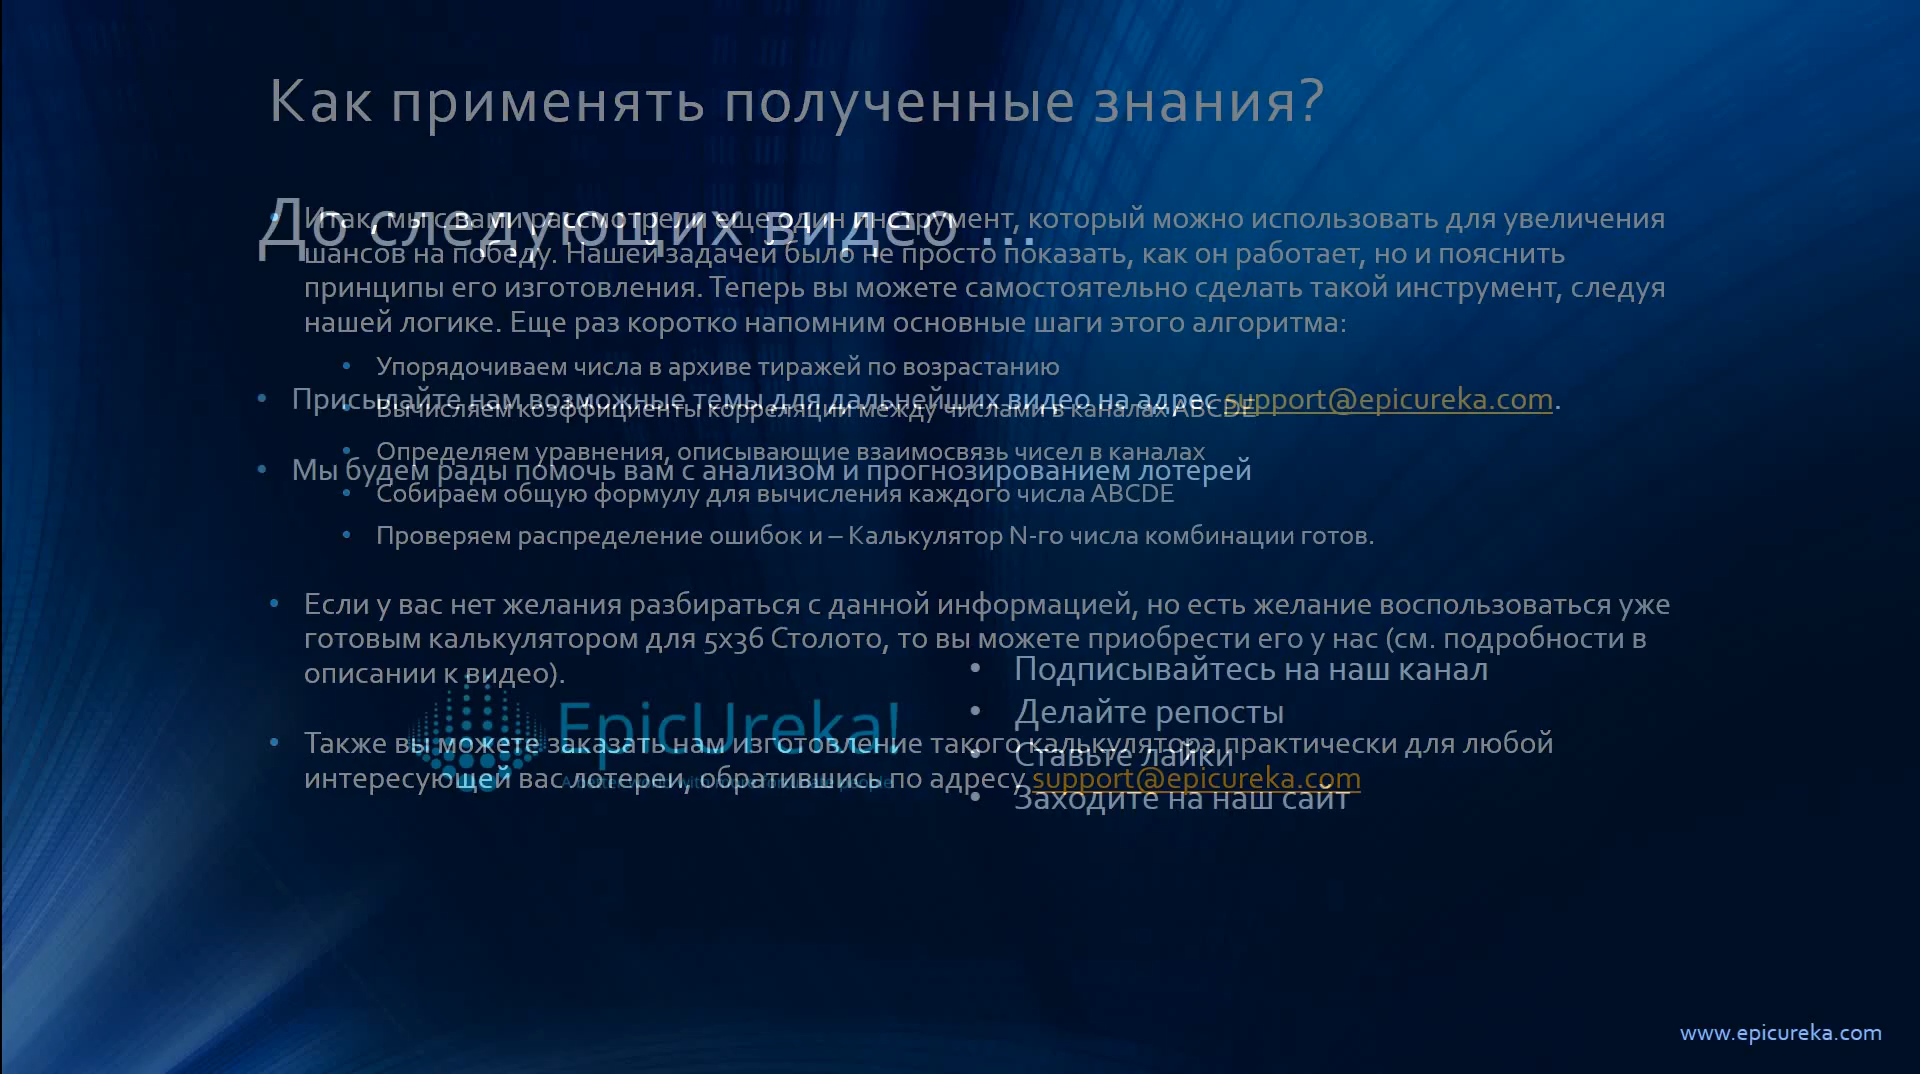 Как применять полученные знания?
До следующих видео ...
Итак, мы с вами рассмотрели еще один инструмент, который можно использовать для увеличения
шансов на победу. Нашей задачей было не просто показать, как он работает, но и пояснить
принципы его изготовления. Теперь вы можете самостоятельно сделать такой инструмент, следуя
нашей логике. Еще раз коротко напомним основные шаги этого алгоритма:
• Упорядочиваем числа в архиве тиражей по возрастанию
• Присылайте нам возможные темы для дальнейших видео на адрес support@epicureka.com.
• Вычисляем коэффициенты корреляции между числами в каналах ABCDE
• Определяем уравнения, описывающие взаимосвязь чисел в каналах
• Мы будем рады помочь вам с анализом и прогнозированием лотерей
• Собираем общую формулу для вычисления каждого числа ABCDE
• Проверяем распределение ошибок и – Калькулятор N-го числа комбинации готов.
• Если у вас нет желания разбираться с данной информацией, но есть желание воспользоваться уже
готовым калькулятором для 5x36 Столото, то вы можете приобрести его у нас (см. подробности в
описании к видео).
• Подписывайтесь на наш канал
• Делайте репосты
EpicUreka!
• Также вы можете заказать нам изготовление такого калькулятора практически для любой
интересующей вас лотереи, обратившись по адресу support@epicureka.com
• Ставьте лайки
• Заходите на наш сайт
www.epicureka.com